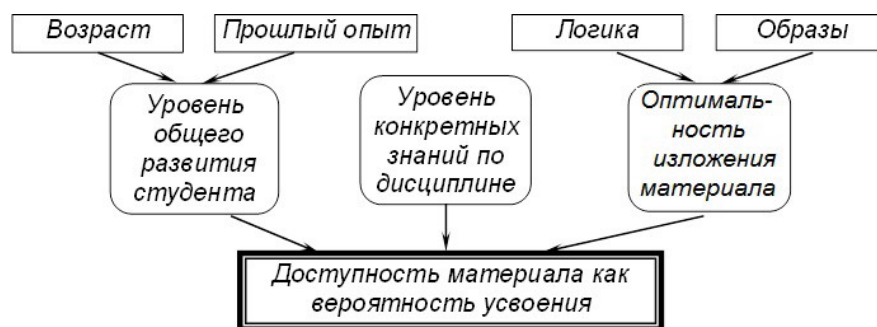 Возраст
Прошлый опыт
Логика
Образы
Уровень
общего
развития
студента
Уровень
конкретных
знаний по
дисциплине
Оптималь-
ность
изложения
материала
Доступность материала как
вероятность усвоения